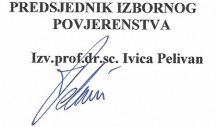 PREDSJEDNIK IZBORNOG
POVJERENSTVA
Izv.prof.dr.sc. Ivica Pelivan